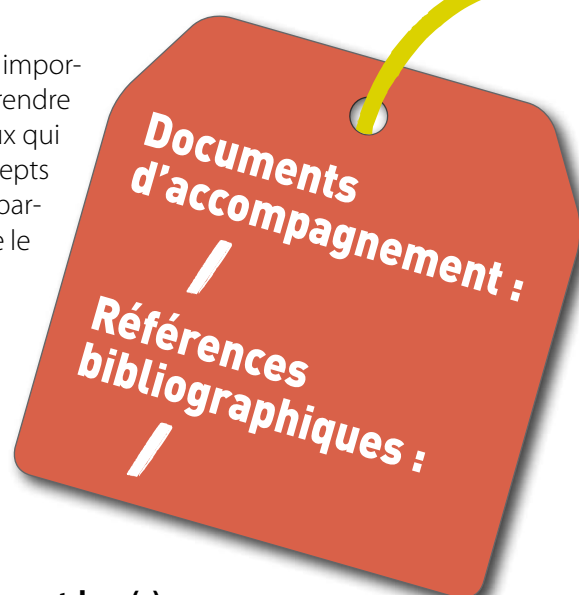 impor-
rendre
ux qui
epts
par-
e le
Documents
d'accompagnement :
/
Références
bibliographiques :
/